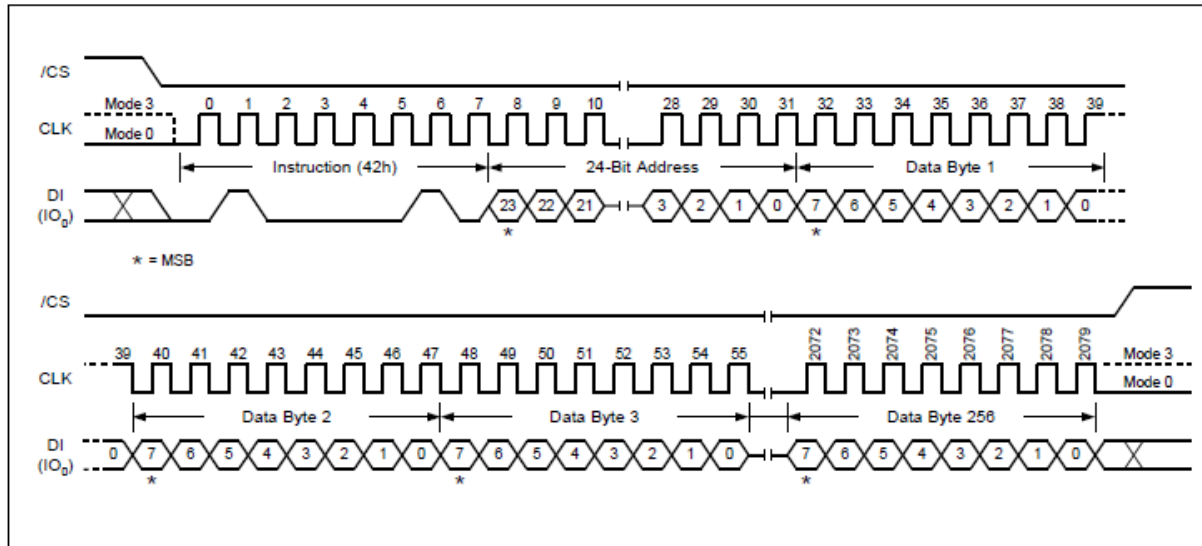 /CS
Mode 3 0 1 2 3 4 5 6 7 8 9 10 28 29 30 31 32 33 34 35 36 37 38 39
CLK Mode 0
Instruction (42h) 24-Bit Address Data Byte 1
DI
(IO0) 23 22 21 3 2 1 0 7 6 5 4 3 2 1 0
* *
* = MSB
/CS
39 40 41 42 43 44 45 46 47 48 49 50 51 52 53 54 55 2072 2073 2074 2075 2076 2077 2078 2079 Mode 3
CLK Mode 0
Data Byte 2 Data Byte 3 Data Byte 256
DI
(IO0) 0 7 6 5 4 3 2 1 0 7 6 5 4 3 2 1 0 7 6 5 4 3 2 1 0
* * *